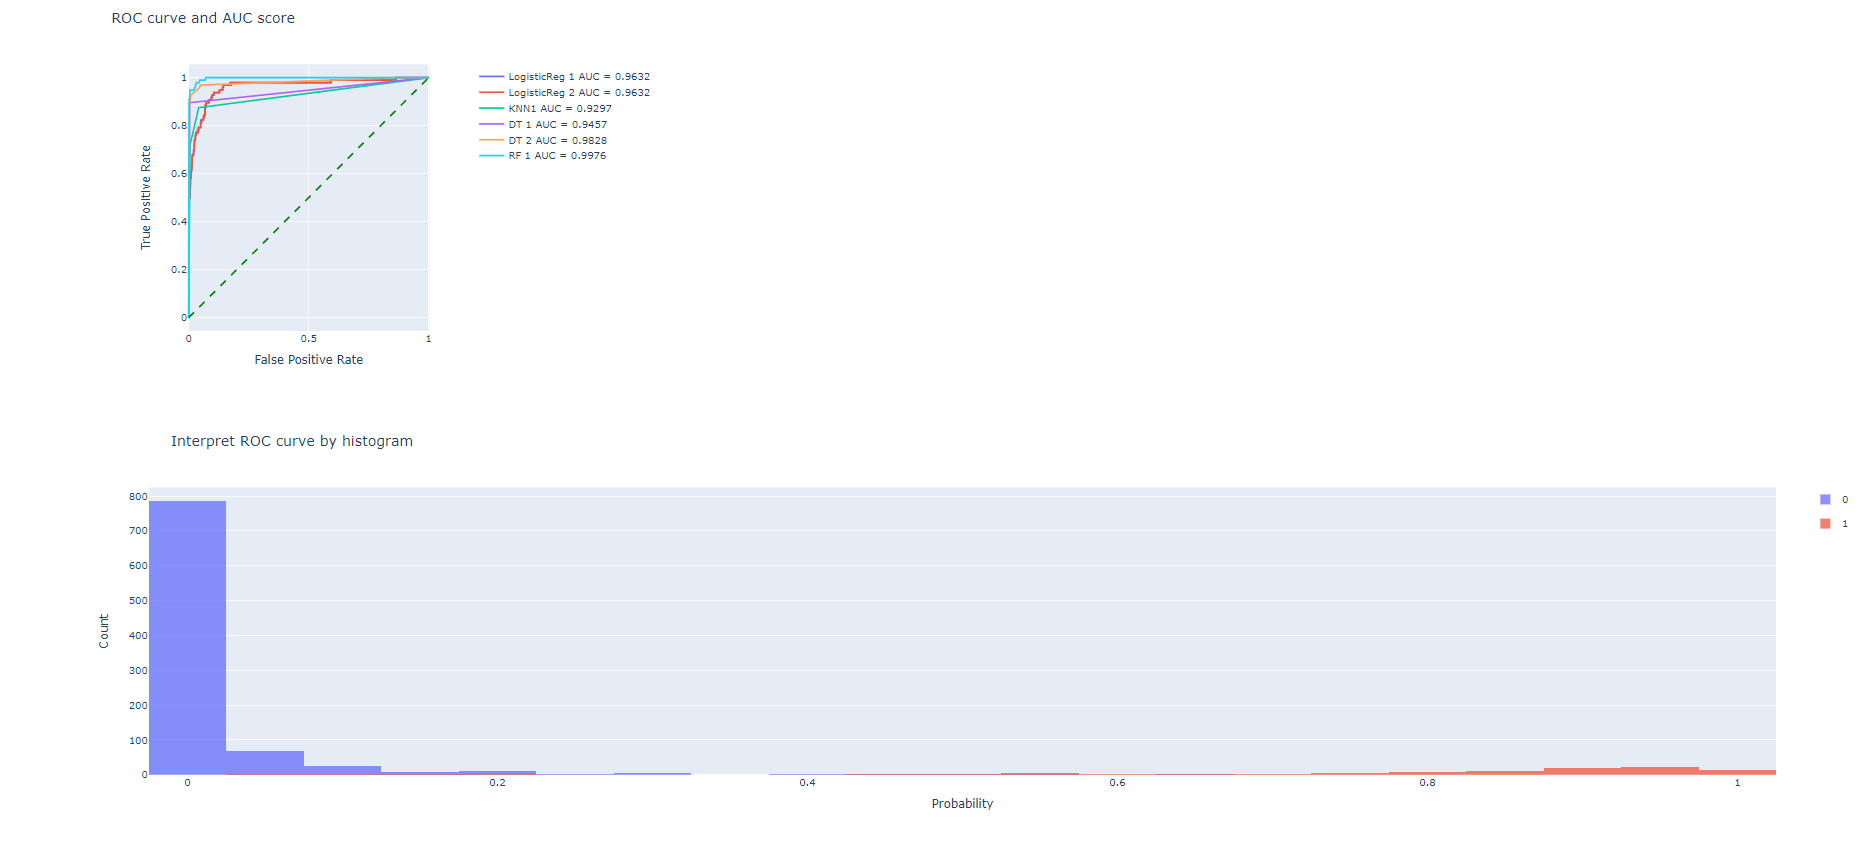 ROC curve and AUC score
1
0.8
0.6
0.4
0.2
0
True Positive Rate
0
0.5
1
False Positive Rate
LogisticReg 1 AUC = 0.9632
LogisticReg 2 AUC = 0.9632
KNN1 AUC = 0.9297
DT 1 AUC = 0.9457
DT 2 AUC = 0.9828
RF 1 AUC = 0.9976
Interpret ROC curve by histogram
800
700
600
500
400
300
200
100
0
Count
0
0.2
0.4
0.6
0.8
1
Probability
0
1